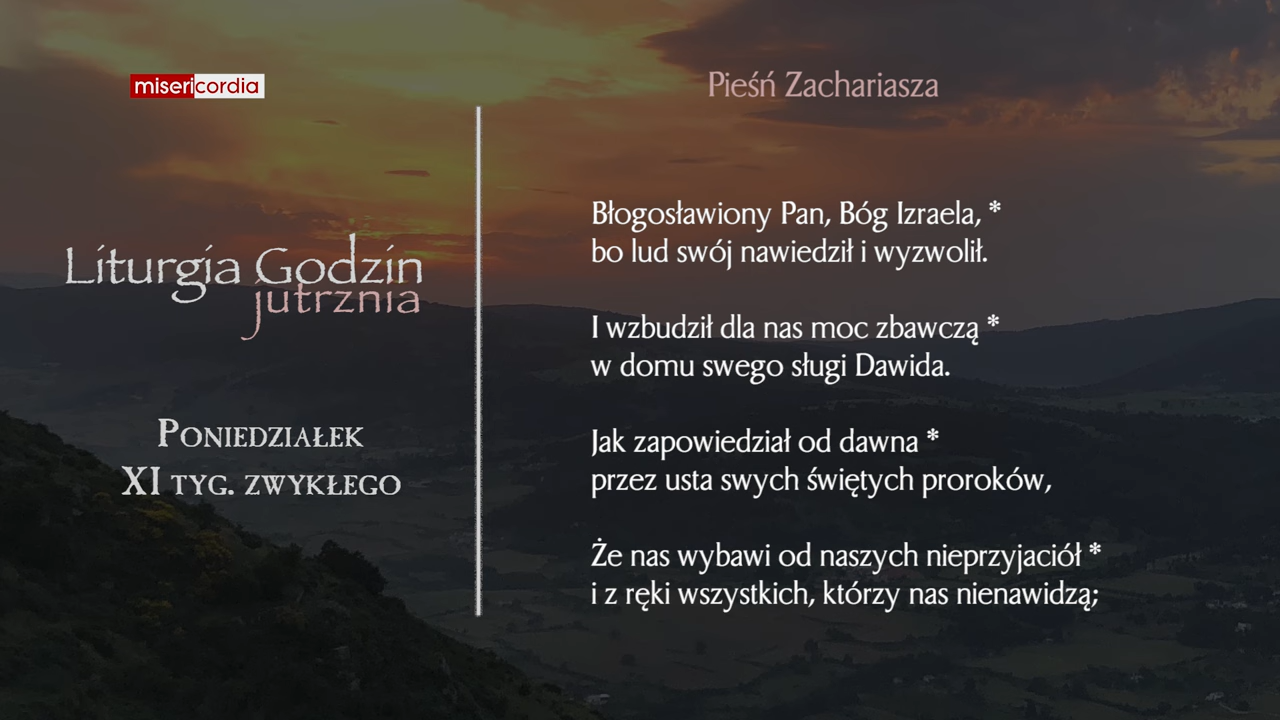 misericordia
Liturgia Godzin
jutrznia
Poniedziałek
XI tyg. zwykłego
Pieśń Zachariasza
Błogosławiony Pan, Bóg Izraela, *
bo lud swój nawiedził i wyzwolił.
I wzbudził dla nas moc zbawczą *
w domu swego sługi Dawida.
Jak zapowiedział od dawna *
przez usta swych świętych proroków,
Że nas wybawi od naszych nieprzyjaciół *
i z ręki wszystkich, którzy nas nienawidzą;